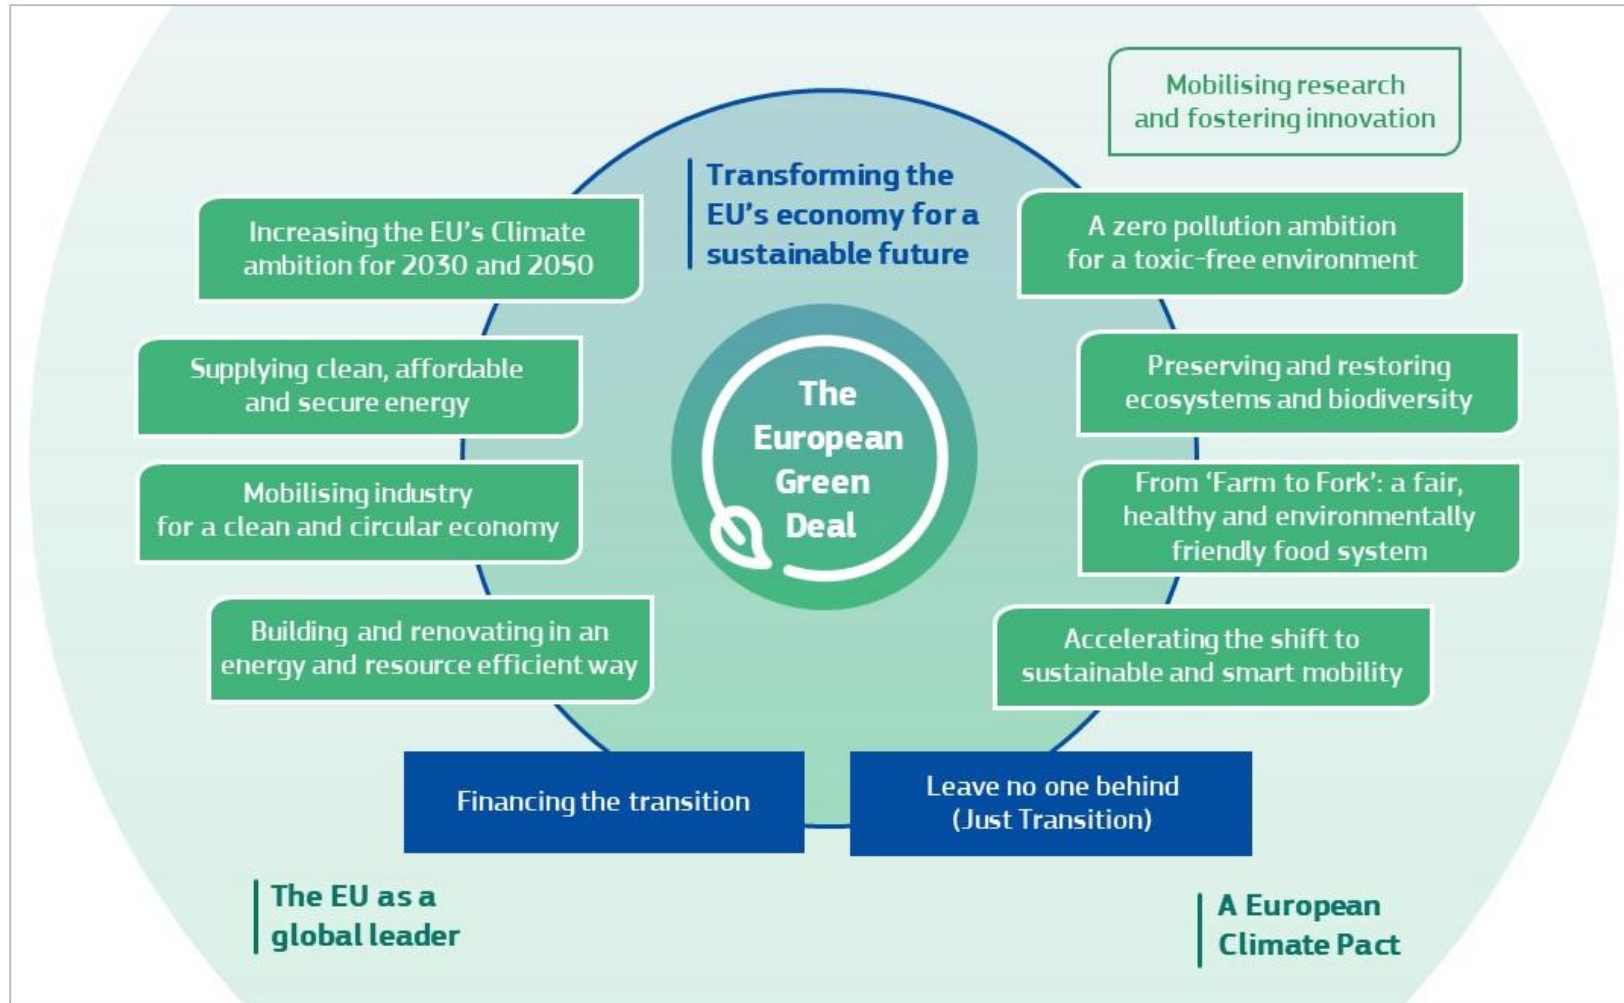 Mobilising research
and fostering innovation
Transforming the
EU's economy for a
sustainable future
Increasing the EU's Climate
ambition for 2030 and 2050
A zero pollution ambition
for a toxic-free environment
Supplying clean, affordable
and secure energy
Preserving and restoring
ecosystems and biodiversity
The
European
Green
Deal
Mobilising industry
for a clean and circular economy
From ‘Farm to Fork’: a fair,
healthy and environmentally
friendly food system
Building and renovating in an
energy and resource efficient way
Accelerating the shift to
sustainable and smart mobility
Financing the transition
Leave no one behind
(Just Transition)
The EU as a
global leader
A European
Climate Pact